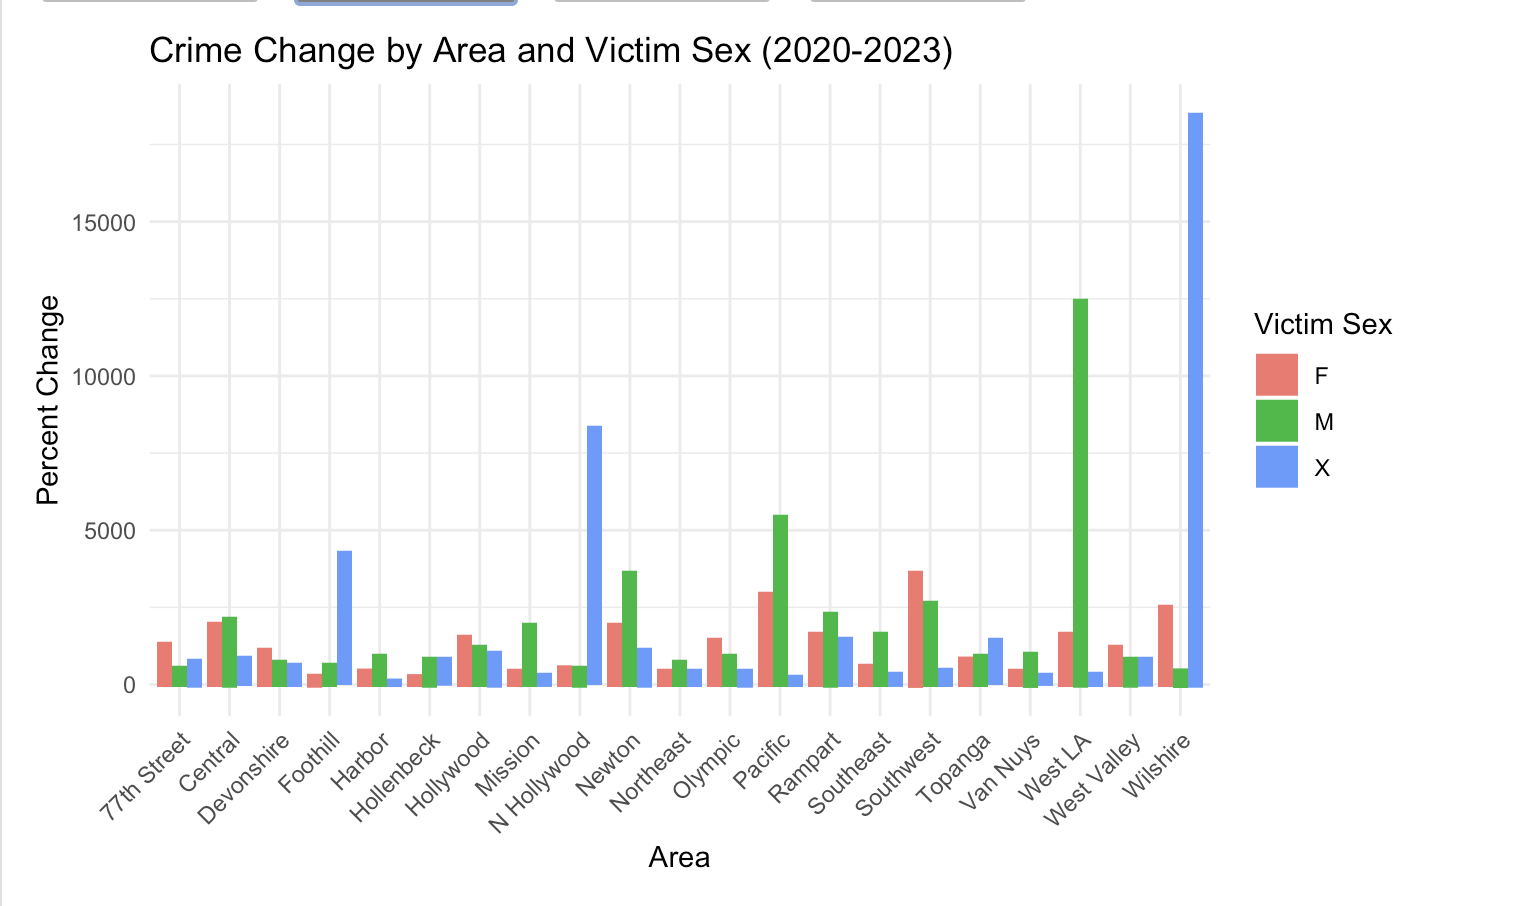 Crime Change by Area and Victim Sex (2020-2023)
15000
10000
5000
0
Percent Change
77th Street
Central
Devonshire
Foothill
Harbor
Hollenbeck
Hollywood
Mission
N Hollywood
Newton
Northeast
Olympic
Pacific
Rampart
Southeast
Southwest
Topanga
Van Nuys
West LA
West Valley
Wilshire
Area
Victim Sex
F
M
X